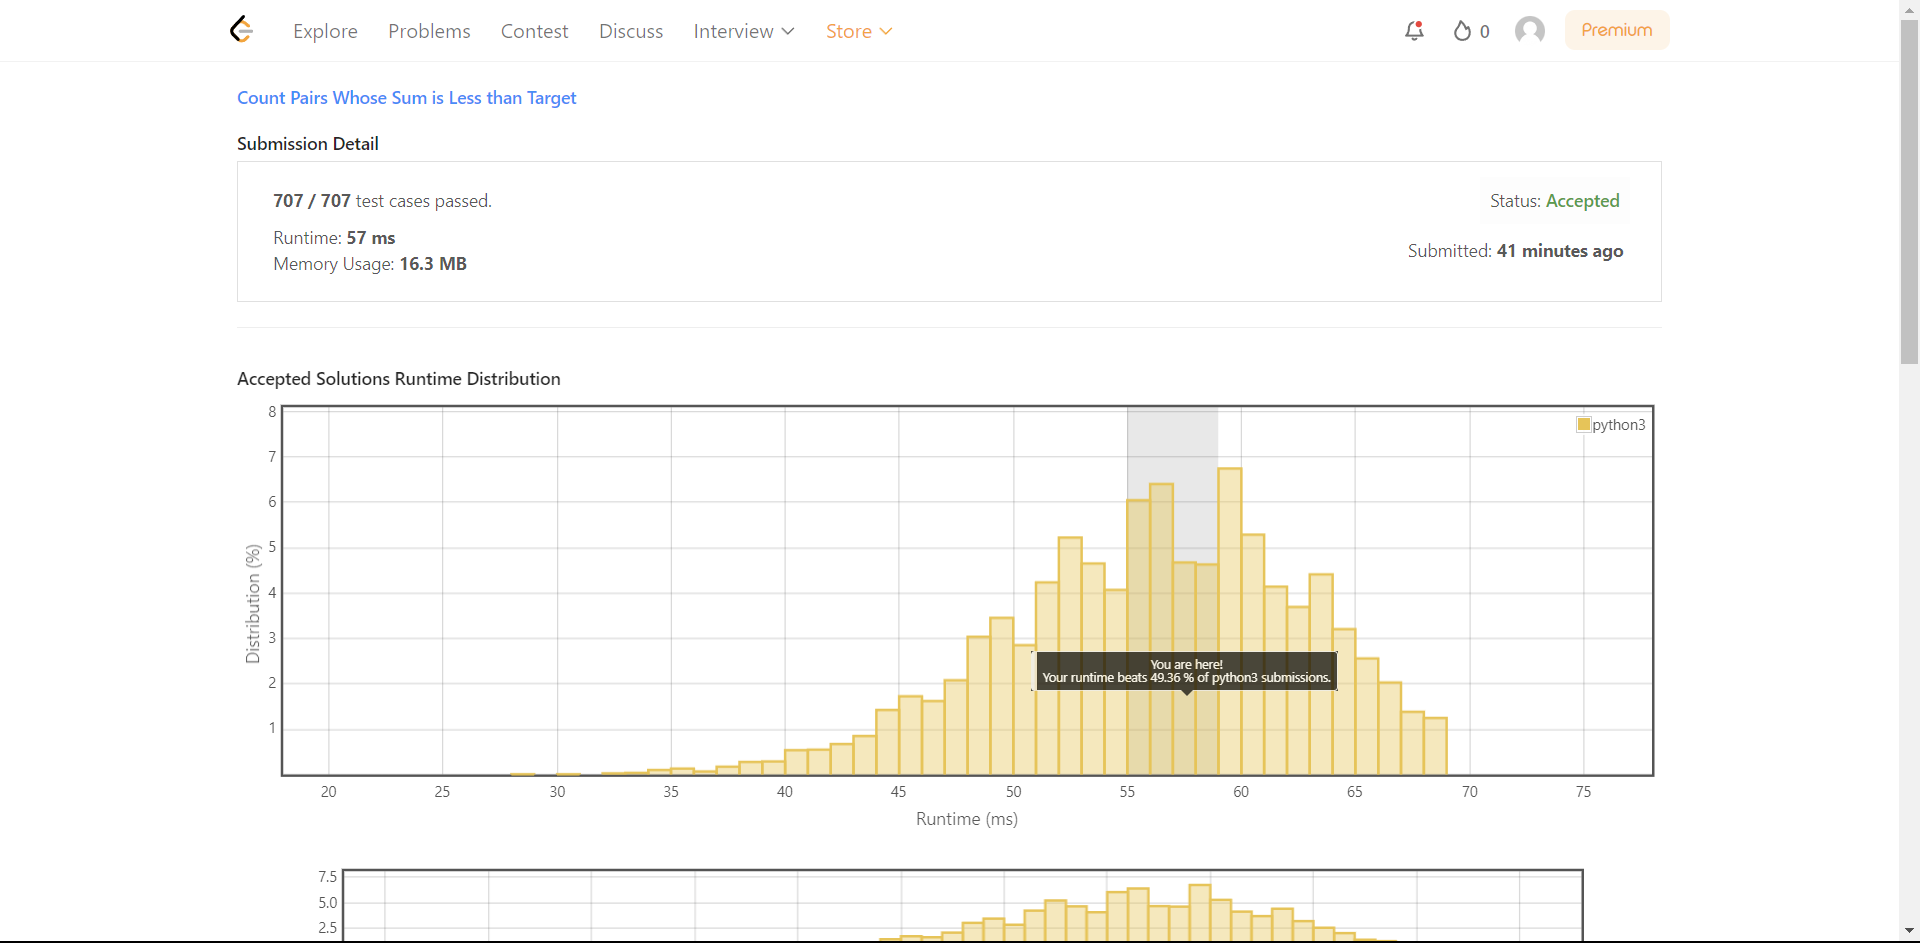 Explore Problems Contest Discuss Interview Store 0 Premium
Count Pairs Whose Sum is Less than Target
Submission Detail
707 / 707 test cases passed. Status: Accepted
Runtime: 57 ms
Submitted: 41 minutes ago
Memory Usage: 16.3 MB
Accepted Solutions Runtime Distribution
8
python3
7
6
5
4
3
2
1
Distribution (%)
You are here!
Your runtime beats 49.36 % of python3 submissions.
20 25 30 35 40 45 50 55 60 65 70 75
Runtime (ms)
7.5
5.0
2.5